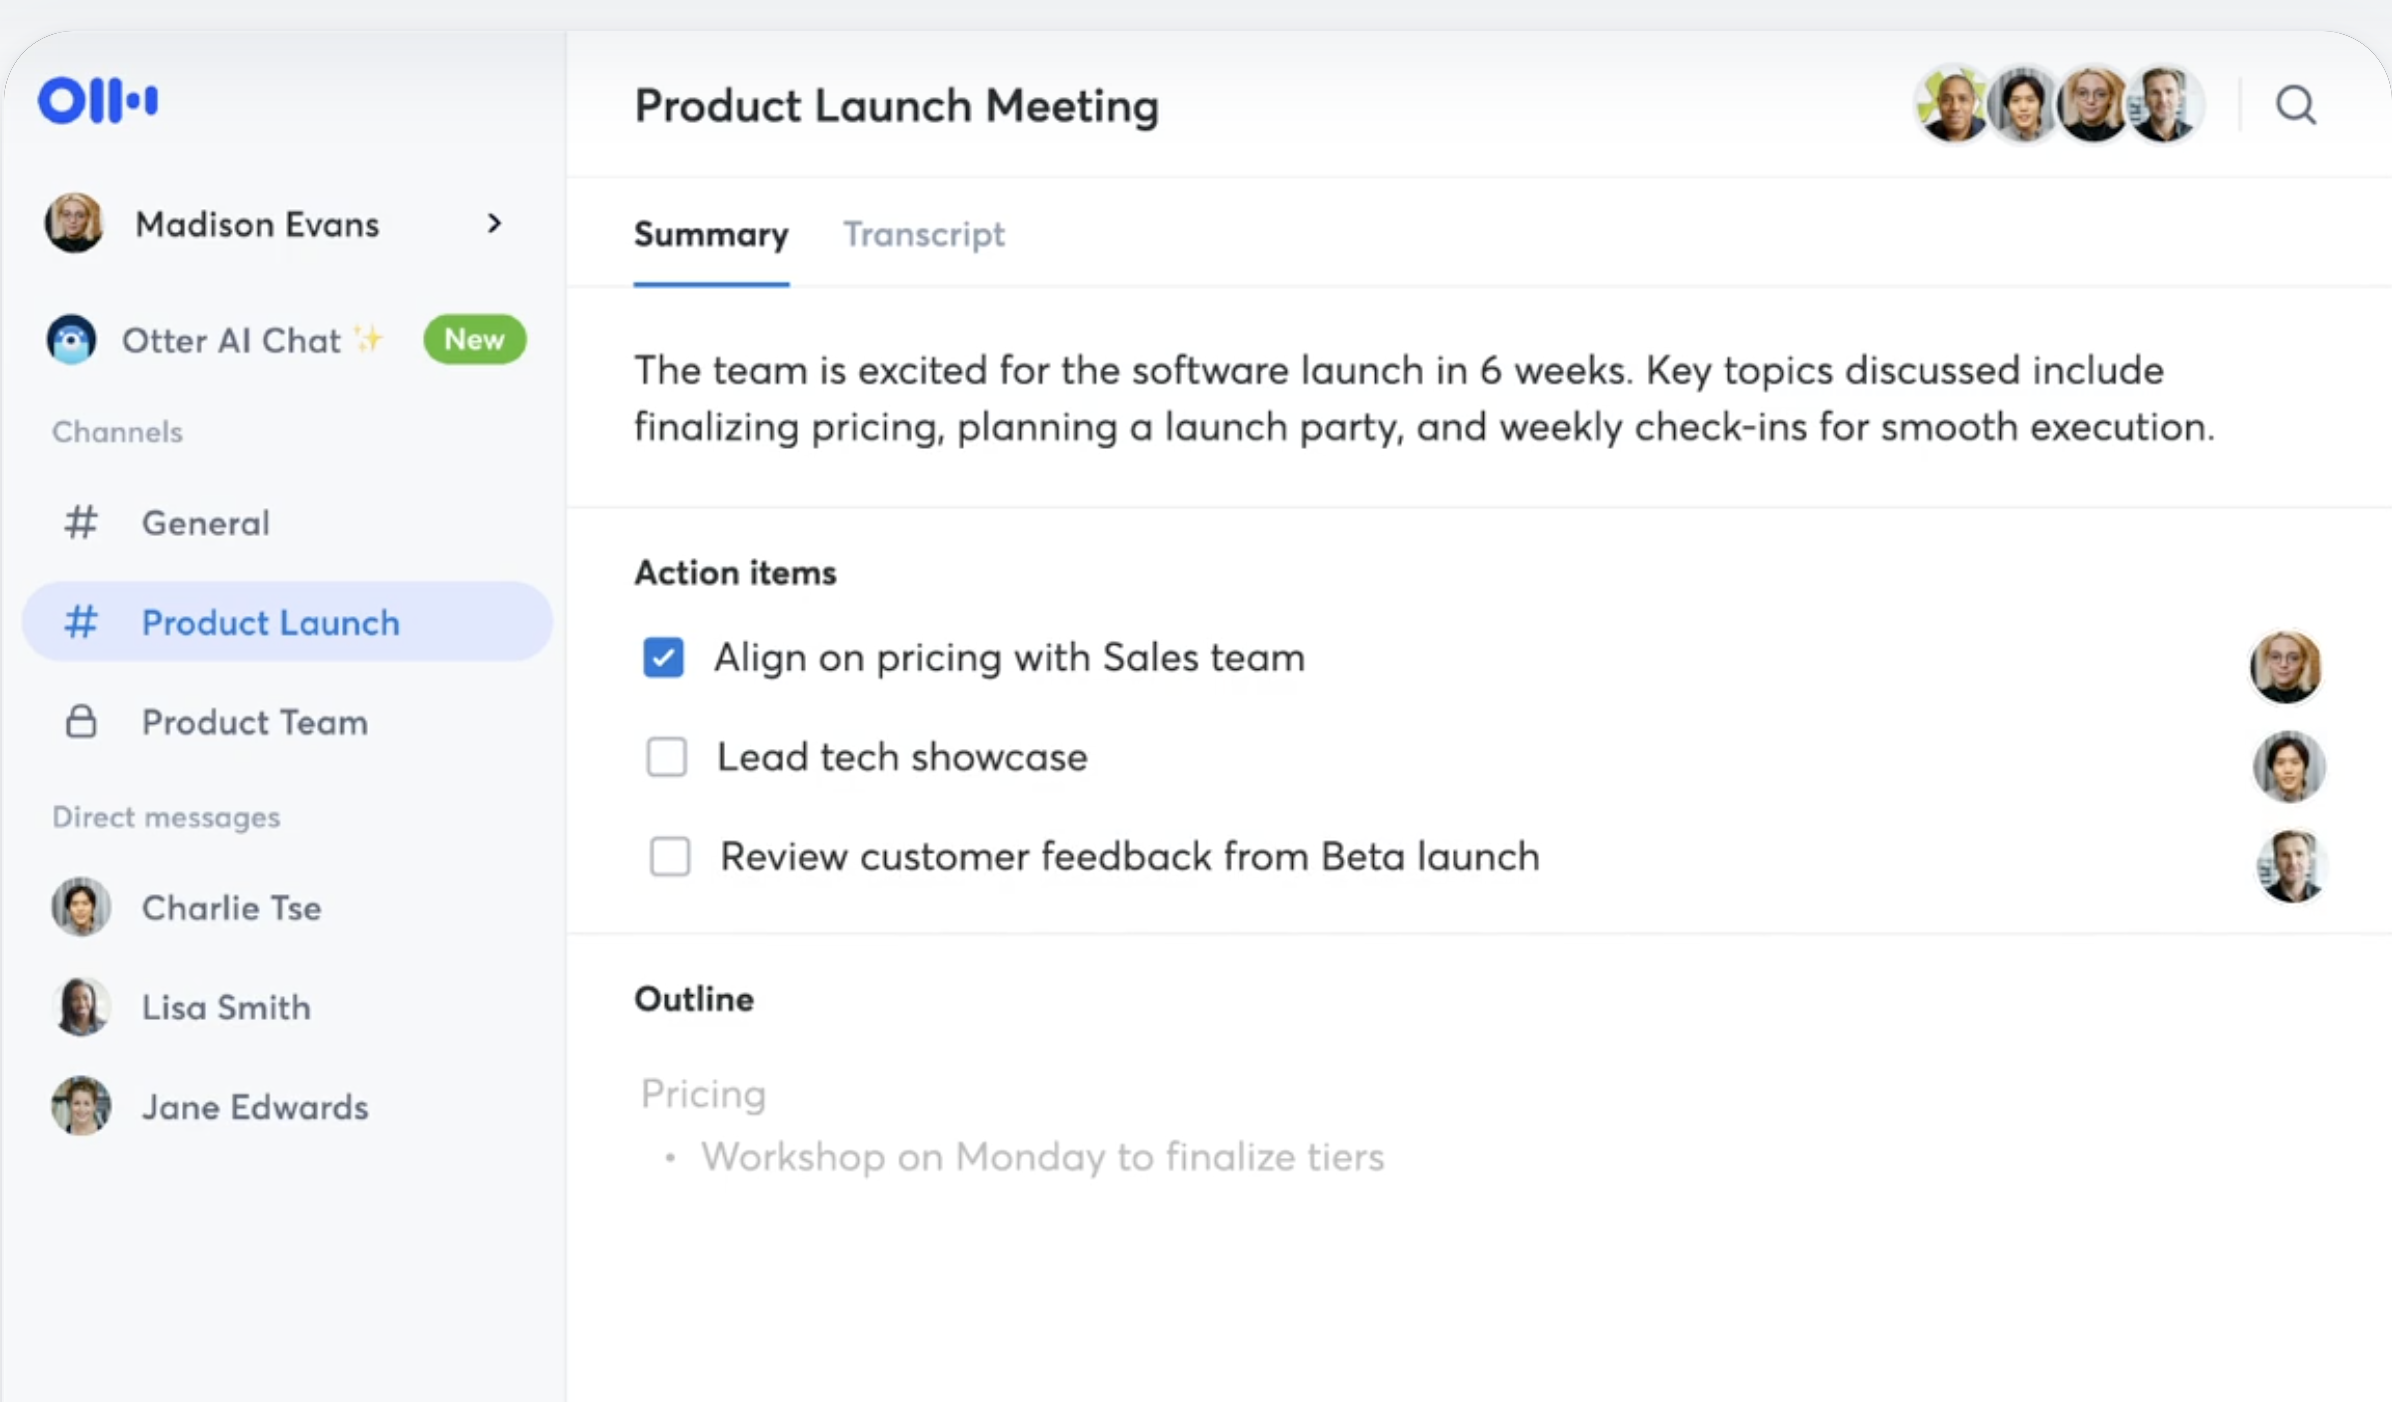 Madison Evans
Otter AI Chat ✨ New
Channels
# General
# Product Launch
Product Team
Direct messages
Charlie Tse
Lisa Smith
Jane Edwards
Product Launch Meeting
Summary Transcript
The team is excited for the software launch in 6 weeks. Key topics discussed include
finalizing pricing, planning a launch party, and weekly check-ins for smooth execution.
Action items
Align on pricing with Sales team
Lead tech showcase
Review customer feedback from Beta launch
Outline
Pricing
• Workshop on Monday to finalize tiers